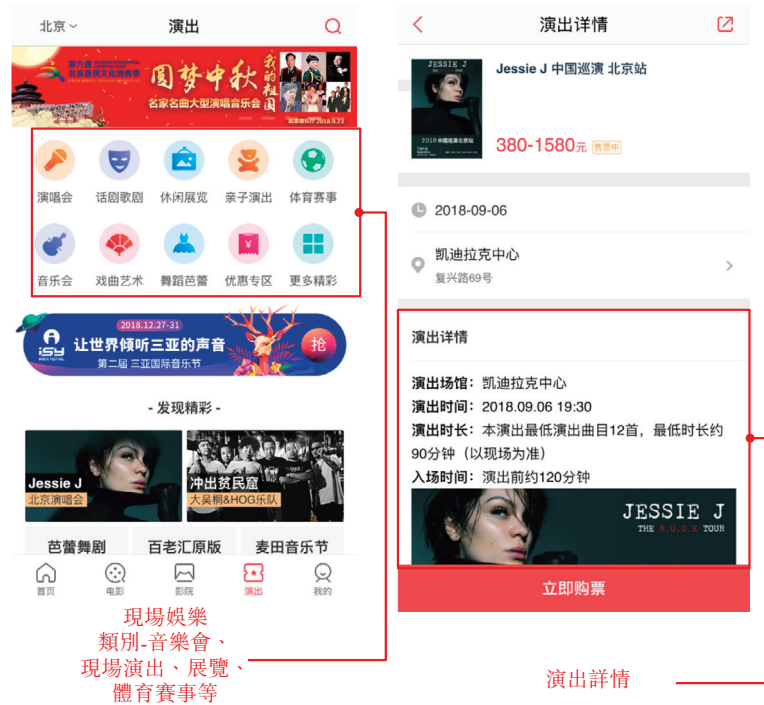 北京
演出
第六届
北京惠民文化消费季
圆梦中秋
我的祖国
名家名曲大型演唱音乐会
演唱会
话剧歌剧
休闲展览
亲子演出
体育赛事
音乐会
戏曲艺术
舞蹈芭蕾
优惠专区
更多精彩
2018.12.27-31
iSY
让世界倾听三亚的声音
第二届 三亚国际音乐节
抢
- 发现精彩 -
Jessie J
北京演唱会
冲出贫民窟
大吴桐&HOG乐队
芭蕾舞剧
百老汇原版
麦田音乐节
首页
电影
影院
演出
我的
現場娛樂
類別-音樂會、
現場演出、展覽、
體育賽事等
演出详情
JESSIE J
2018 中国巡演北京站
Jessie J 中国巡演 北京站
380-1580元 售票中
2018-09-06
凯迪拉克中心
复兴路69号
演出详情
演出场馆：凯迪拉克中心
演出时间：2018.09.06 19:30
演出时长：本演出最低演出曲目12首，最低时长约
90分钟（以现场为准）
入场时间：演出前约120分钟
JESSIE J
THE R.O.S.E TOUR
立即购票
演出詳情